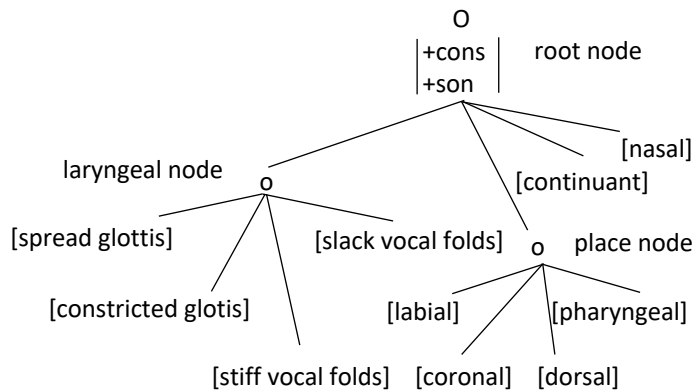 O
+cons
root node
+son
[nasal]
laryngeal node
[continuant]
o
[spread glottis]
[slack vocal folds]
o
place node
[constricted glotis]
[labial]
[pharyngeal]
[stiff vocal folds]
[coronal]
[dorsal]